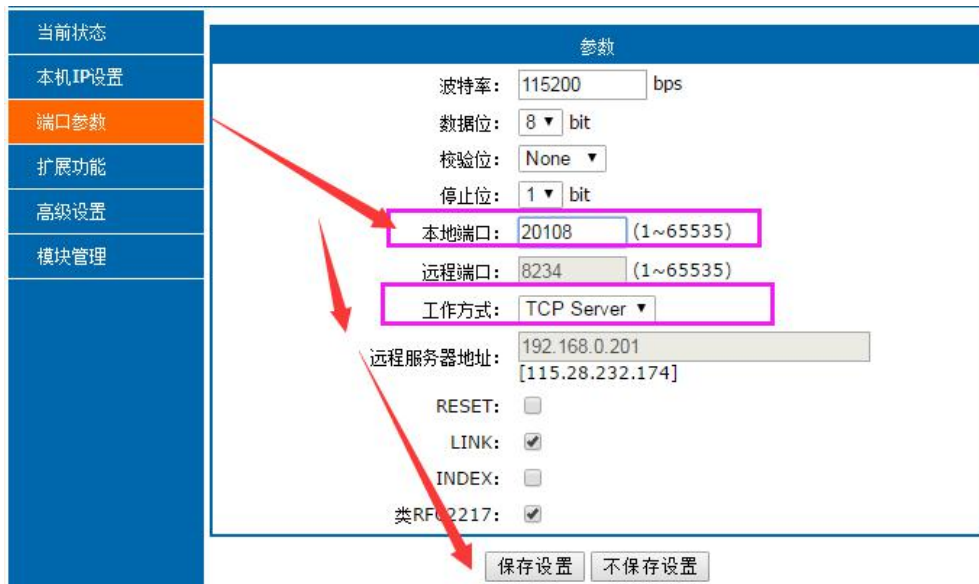 当前状态
本机IP设置
端口参数
扩展功能
高级设置
模块管理
参数
波特率： 115200 bps
数据位： 8 bit
校验位： None
停止位： 1 bit
本地端口： 20108 (1~65535)
远程端口： 8234 (1~65535)
工作方式： TCP Server
远程服务器地址： 192.168.0.201
[115.28.232.174]
RESET:
LINK:
INDEX:
类RFC2217:
保存设置 不保存设置